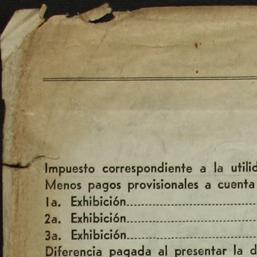 Impuesto correspondiente a la utilid
Menos pagos provisionales a cuenta
1a. Exhibición
2a. Exhibición
3a. Exhibición
Diferencia pagada al presentar la d